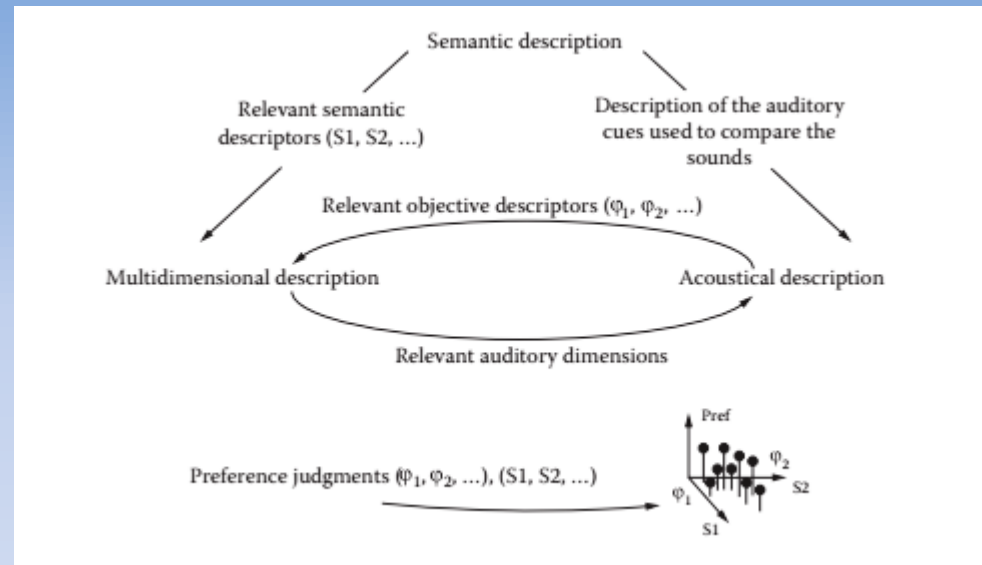 Semantic description
Relevant semantic
descriptors (S1, S2, ...)
Description of the auditory
cues used to compare the
sounds
Relevant objective descriptors (φ₁, φ₂, ...)
Multidimensional description
Acoustical description
Relevant auditory dimensions
Preference judgments (φ₁, φ₂, ...), (S1, S2, ...)
Pref
φ₂
S2
φ₁
S1